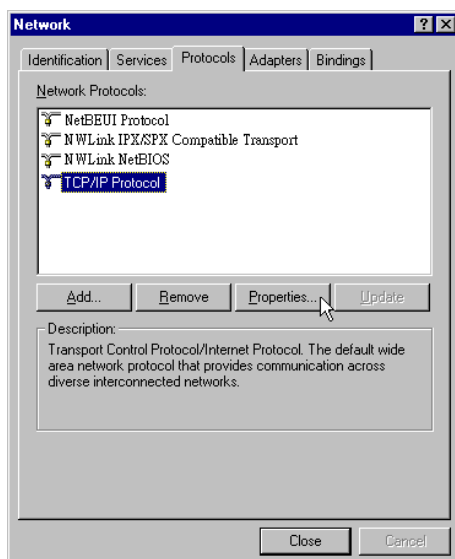 Network
Identification Services Protocols Adapters Bindings
Network Protocols:
NetBEUI Protocol
NWLink IPX/SPX Compatible Transport
NWLink NetBIOS
TCP/IP Protocol
Add... Remove Properties... Update
Description:
Transport Control Protocol/Internet Protocol. The default wide
area network protocol that provides communication across
diverse interconnected networks.
Close Cancel